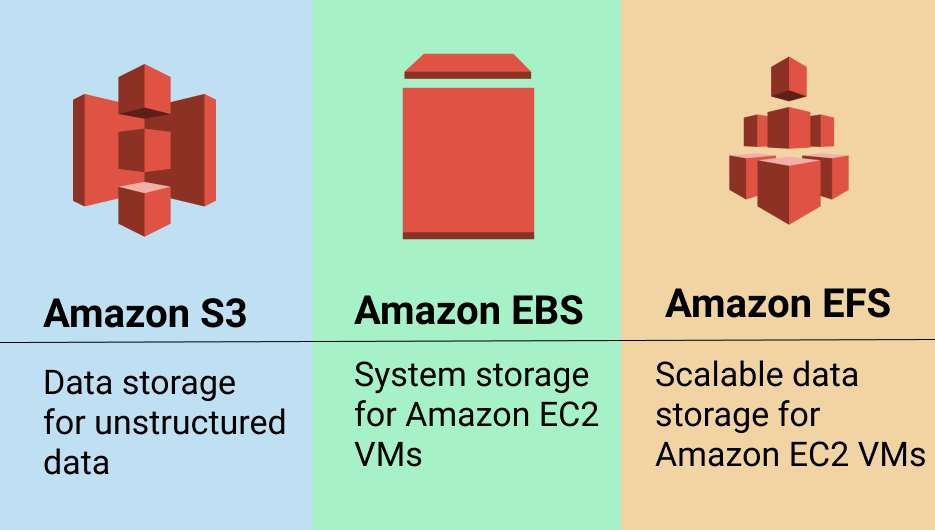 Amazon S3
Data storage
for unstructured
data
Amazon EBS
System storage
for Amazon EC2
VMs
Amazon EFS
Scalable data
storage for
Amazon EC2 VMs